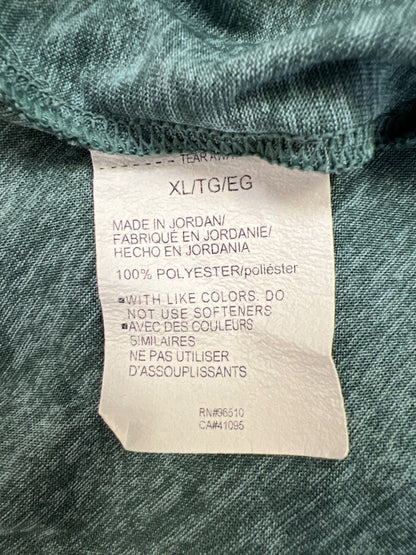 TEAR AWAY
XL/TG/EG
MADE IN JORDAN/
FABRIQUÉ EN JORDANIE/
HECHO EN JORDANIA
100% POLYESTER/poliéster
WITH LIKE COLORS. DO
NOT USE SOFTENERS
AVEC DES COULEURS
SIMILAIRES
NE PAS UTILISER
D'ASSOUPLISSANTS
RN#96510
CA#41095